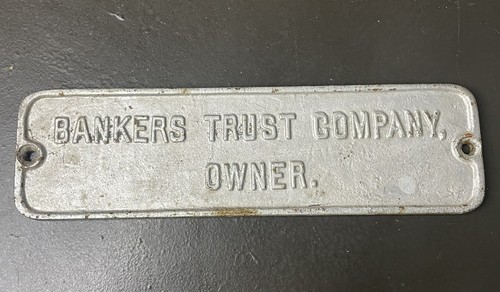 BANKERS TRUST COMPANY,
OWNER.